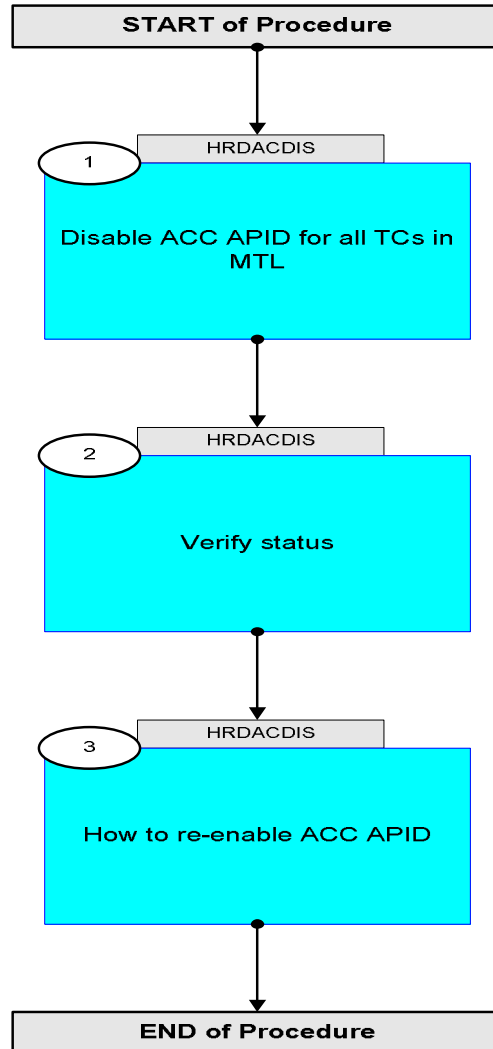 START of Procedure
HRDACDIS
1
Disable ACC APID for all TCs in
MTL
HRDACDIS
2
Verify status
HRDACDIS
3
How to re-enable ACC APID
END of Procedure